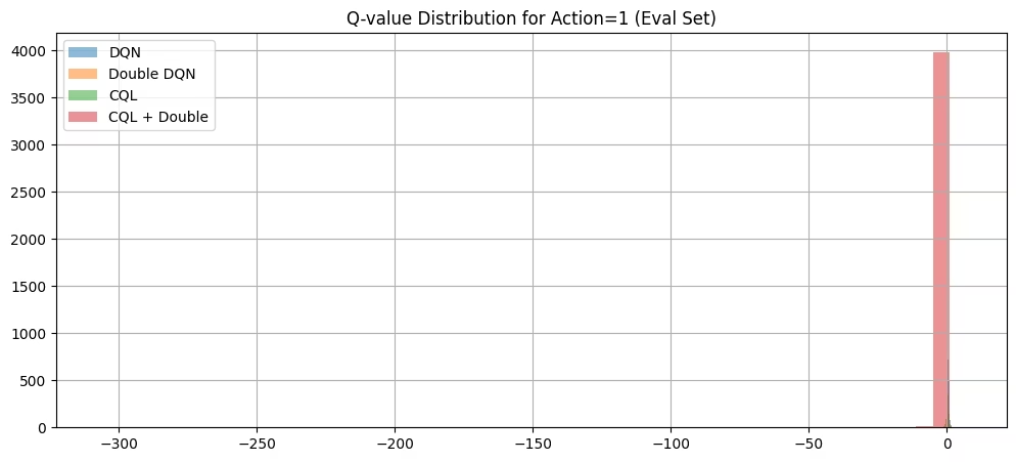 Q-value Distribution for Action=1 (Eval Set)
DQN
Double DQN
CQL
CQL + Double
4000
3500
3000
2500
2000
1500
1000
500
0
−300 −250 −200 −150 −100 −50 0